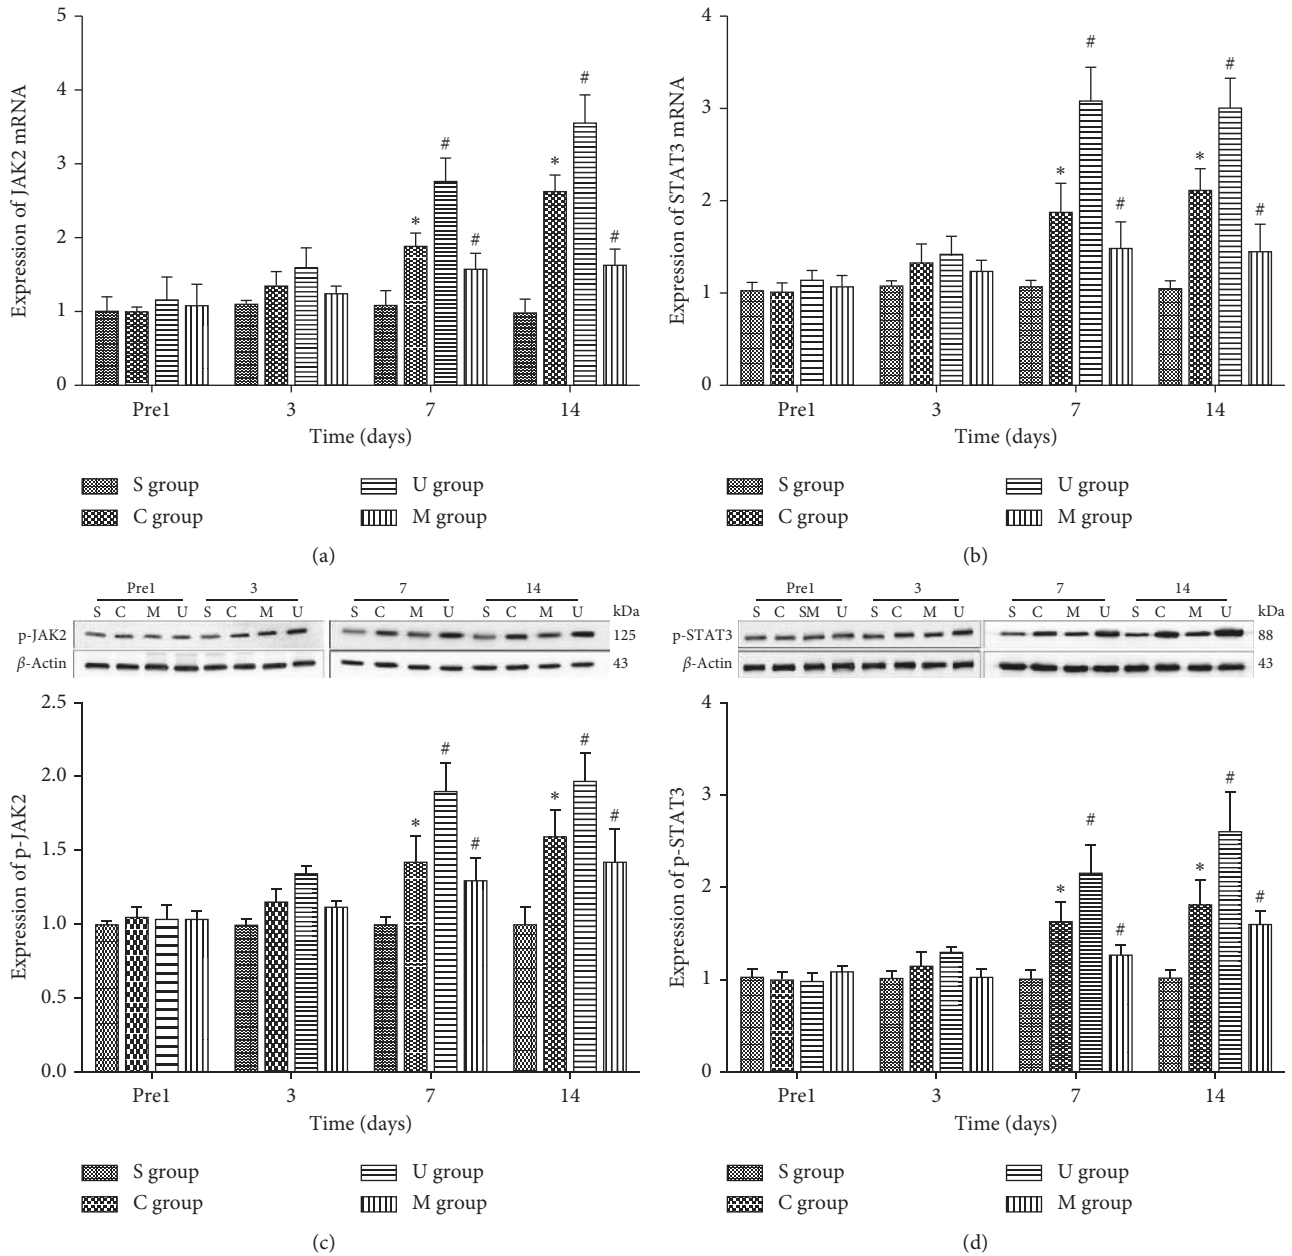 5
4
3
2
1
0
Expression of JAK2 mRNA
*
#
#
*
#
#
Pre1 3 7 14
Time (days)
S group U group
C group M group
(a)
4
3
2
1
0
Expression of STAT3 mRNA
*
#
#
*
#
#
Pre1 3 7 14
Time (days)
S group U group
C group M group
(b)
Pre1 3 7 14
S C M U S C M U S C M U S C M U kDa
p-JAK2 125
β-Actin 43
2.5
2.0
1.5
1.0
0.5
0.0
Expression of p-JAK2
*
#
#
*
#
#
Pre1 3 7 14
Time (days)
S group U group
C group M group
(c)
Pre1 3 7 14
S C SM U S C M U S C M U S C M U kDa
p-STAT3 88
β-Actin 43
4
3
2
1
0
Expression of p-STAT3
*
#
#
*
#
#
Pre1 3 7 14
Time (days)
S group U group
C group M group
(d)